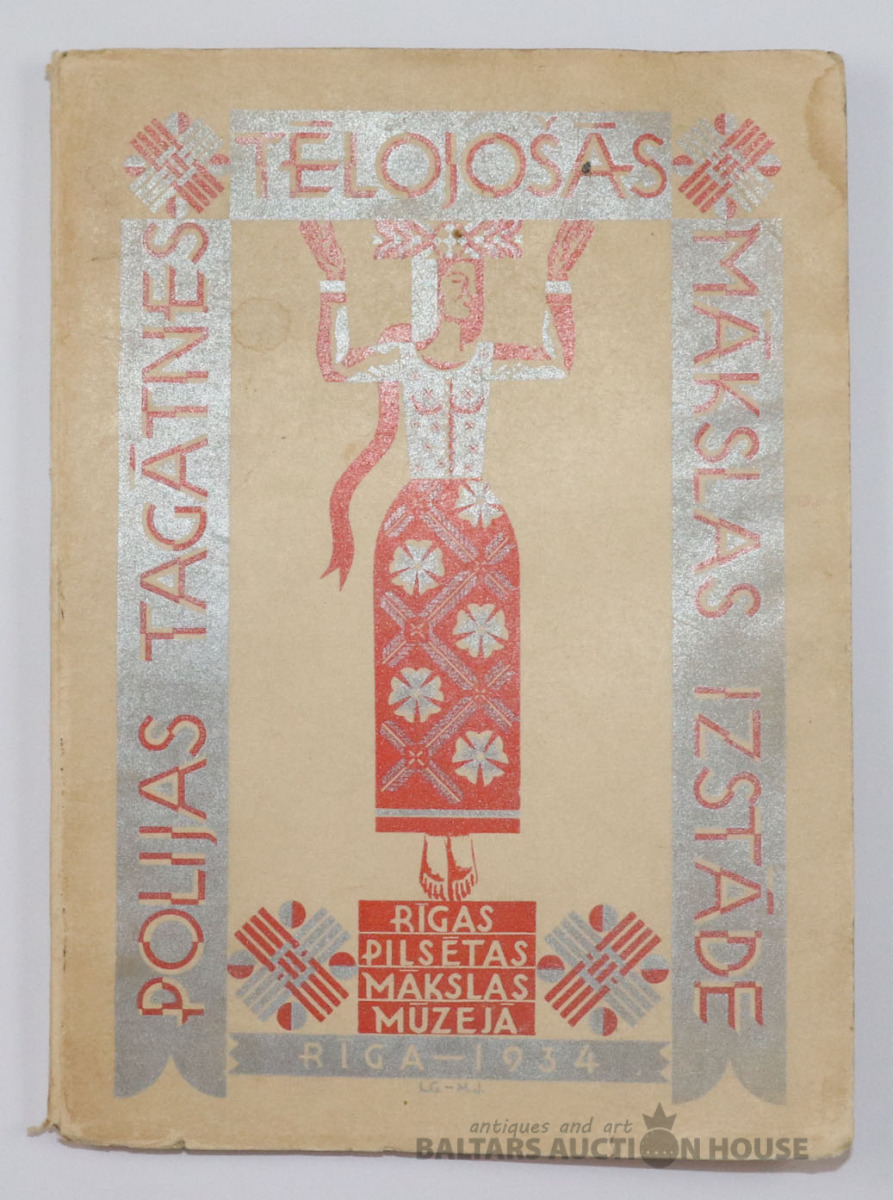 POLIJAS TAGĀTNES
TĒLOJOŠĀS
MĀKSLAS IZSTĀDE
RĪGAS
PILSĒTAS
MĀKSLAS
MŪZEJĀ
RĪGA—1934
L.G.–M.J.
antiques and art
BALTARS AUCTION HOUSE